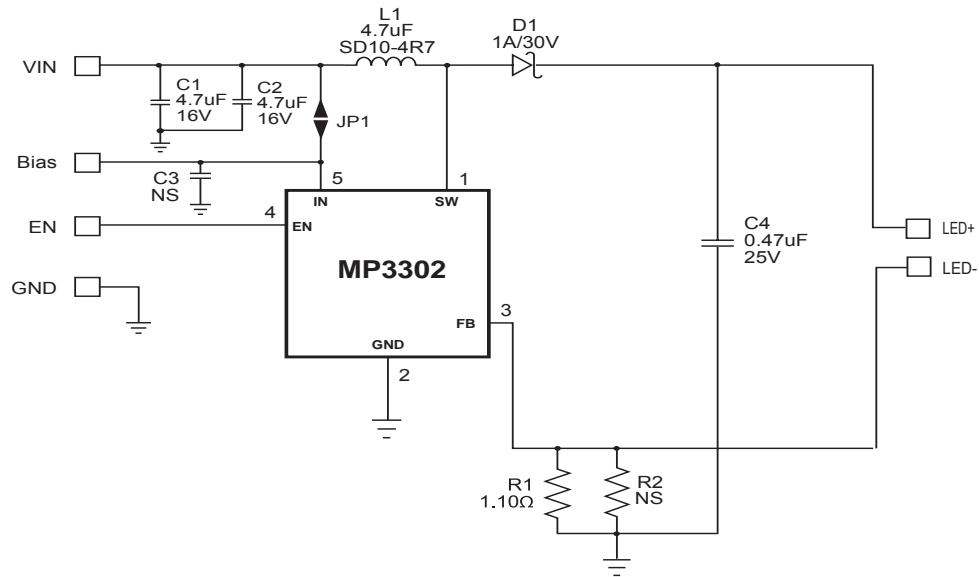 L1
4.7uF
SD10-4R7
D1
1A/30V
VIN
C1
4.7uF
16V
C2
4.7uF
16V
JP1
Bias
C3
NS
5
1
IN
SW
EN
4
EN
C4
0.47uF
25V
LED+
LED-
MP3302
GND
3
FB
GND
2
R1
1.10Ω
R2
NS